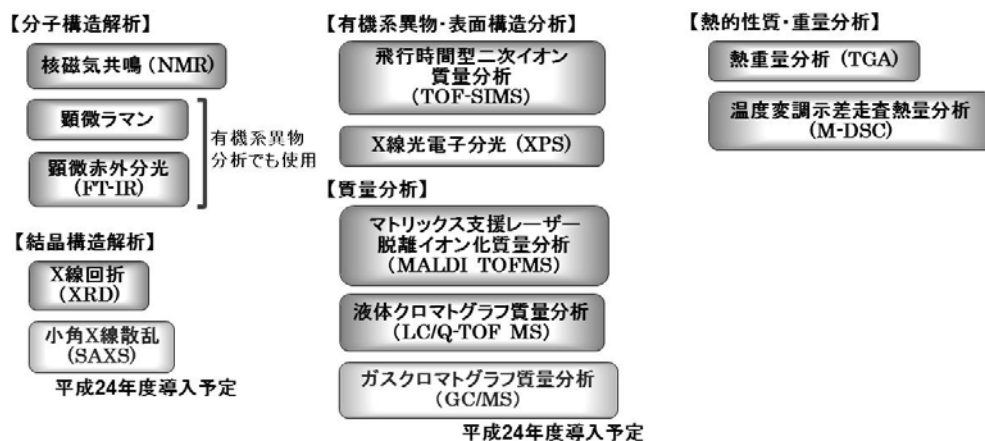 【分子構造解析】
核磁気共鳴 (NMR)
顕微ラマン
顕微赤外分光
(FT-IR)
有機系異物
分析でも使用
【結晶構造解析】
X線回折
(XRD)
小角X線散乱
(SAXS)
平成24年度導入予定
【有機系異物・表面構造分析】
飛行時間型二次イオン
質量分析
(TOF-SIMS)
X線光電子分光 (XPS)
【質量分析】
マトリックス支援レーザー
脱離イオン化質量分析
(MALDI TOFMS)
液体クロマトグラフ質量分析
(LC/Q-TOF MS)
ガスクロマトグラフ質量分析
(GC/MS)
平成24年度導入予定
【熱的性質・重量分析】
熱重量分析 (TGA)
温度変調示差走査熱量分析
(M-DSC)